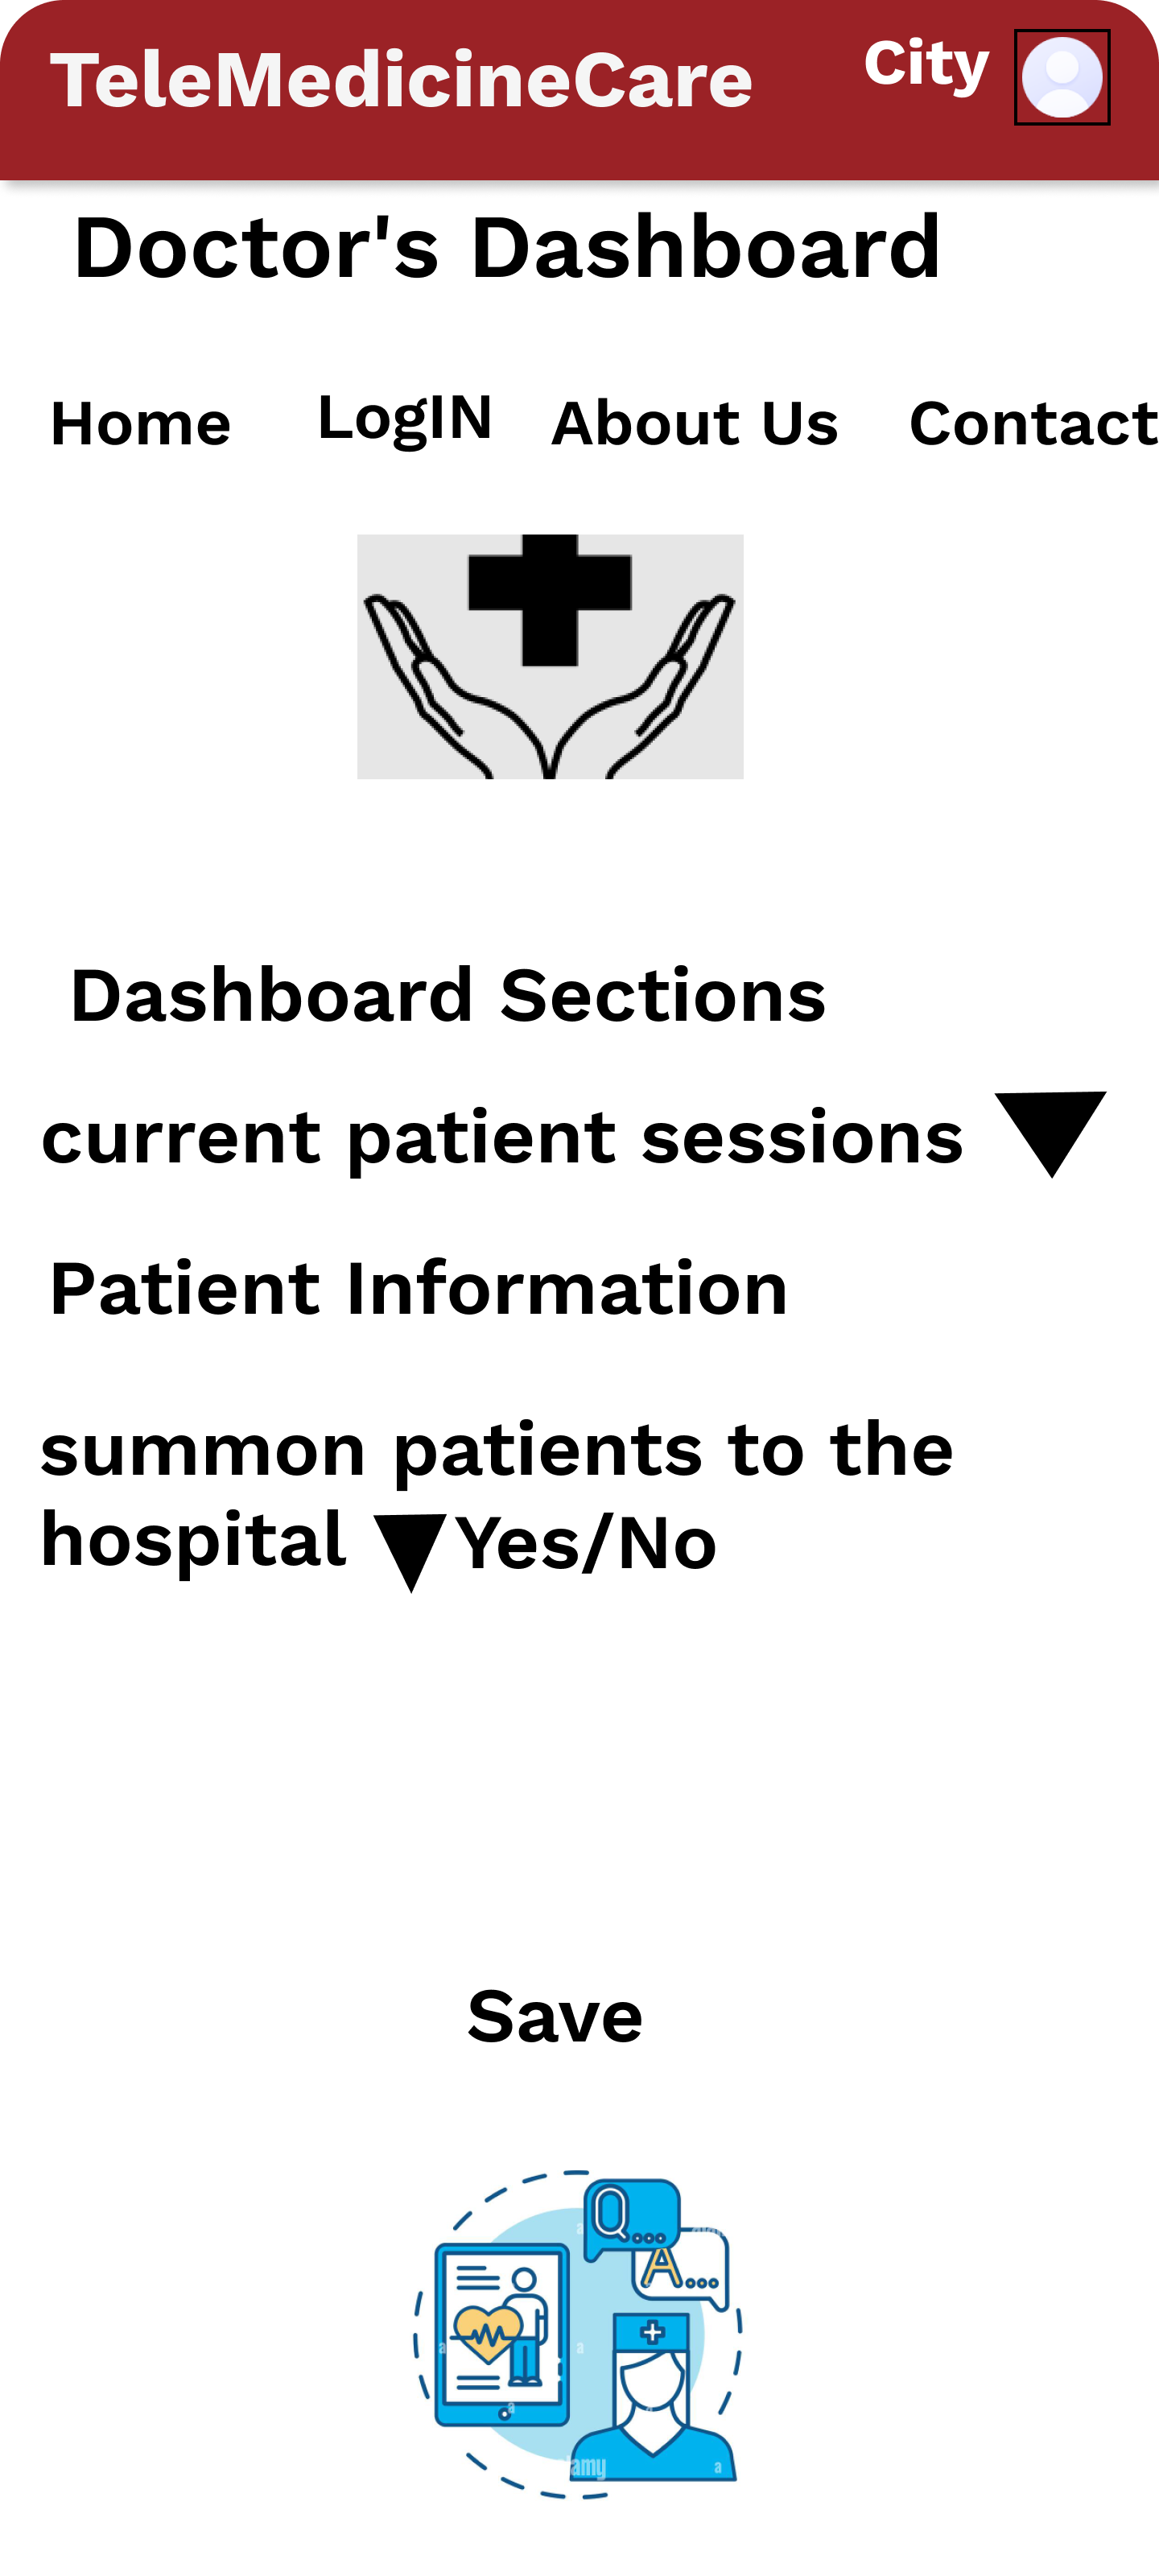 TeleMedicineCare City
Doctor's Dashboard
Home LogIN About Us Contact
Dashboard Sections
current patient sessions
Patient Information
summon patients to the
hospital Yes/No
Save
Q...
A...
a
a
a
a
a
amy
a